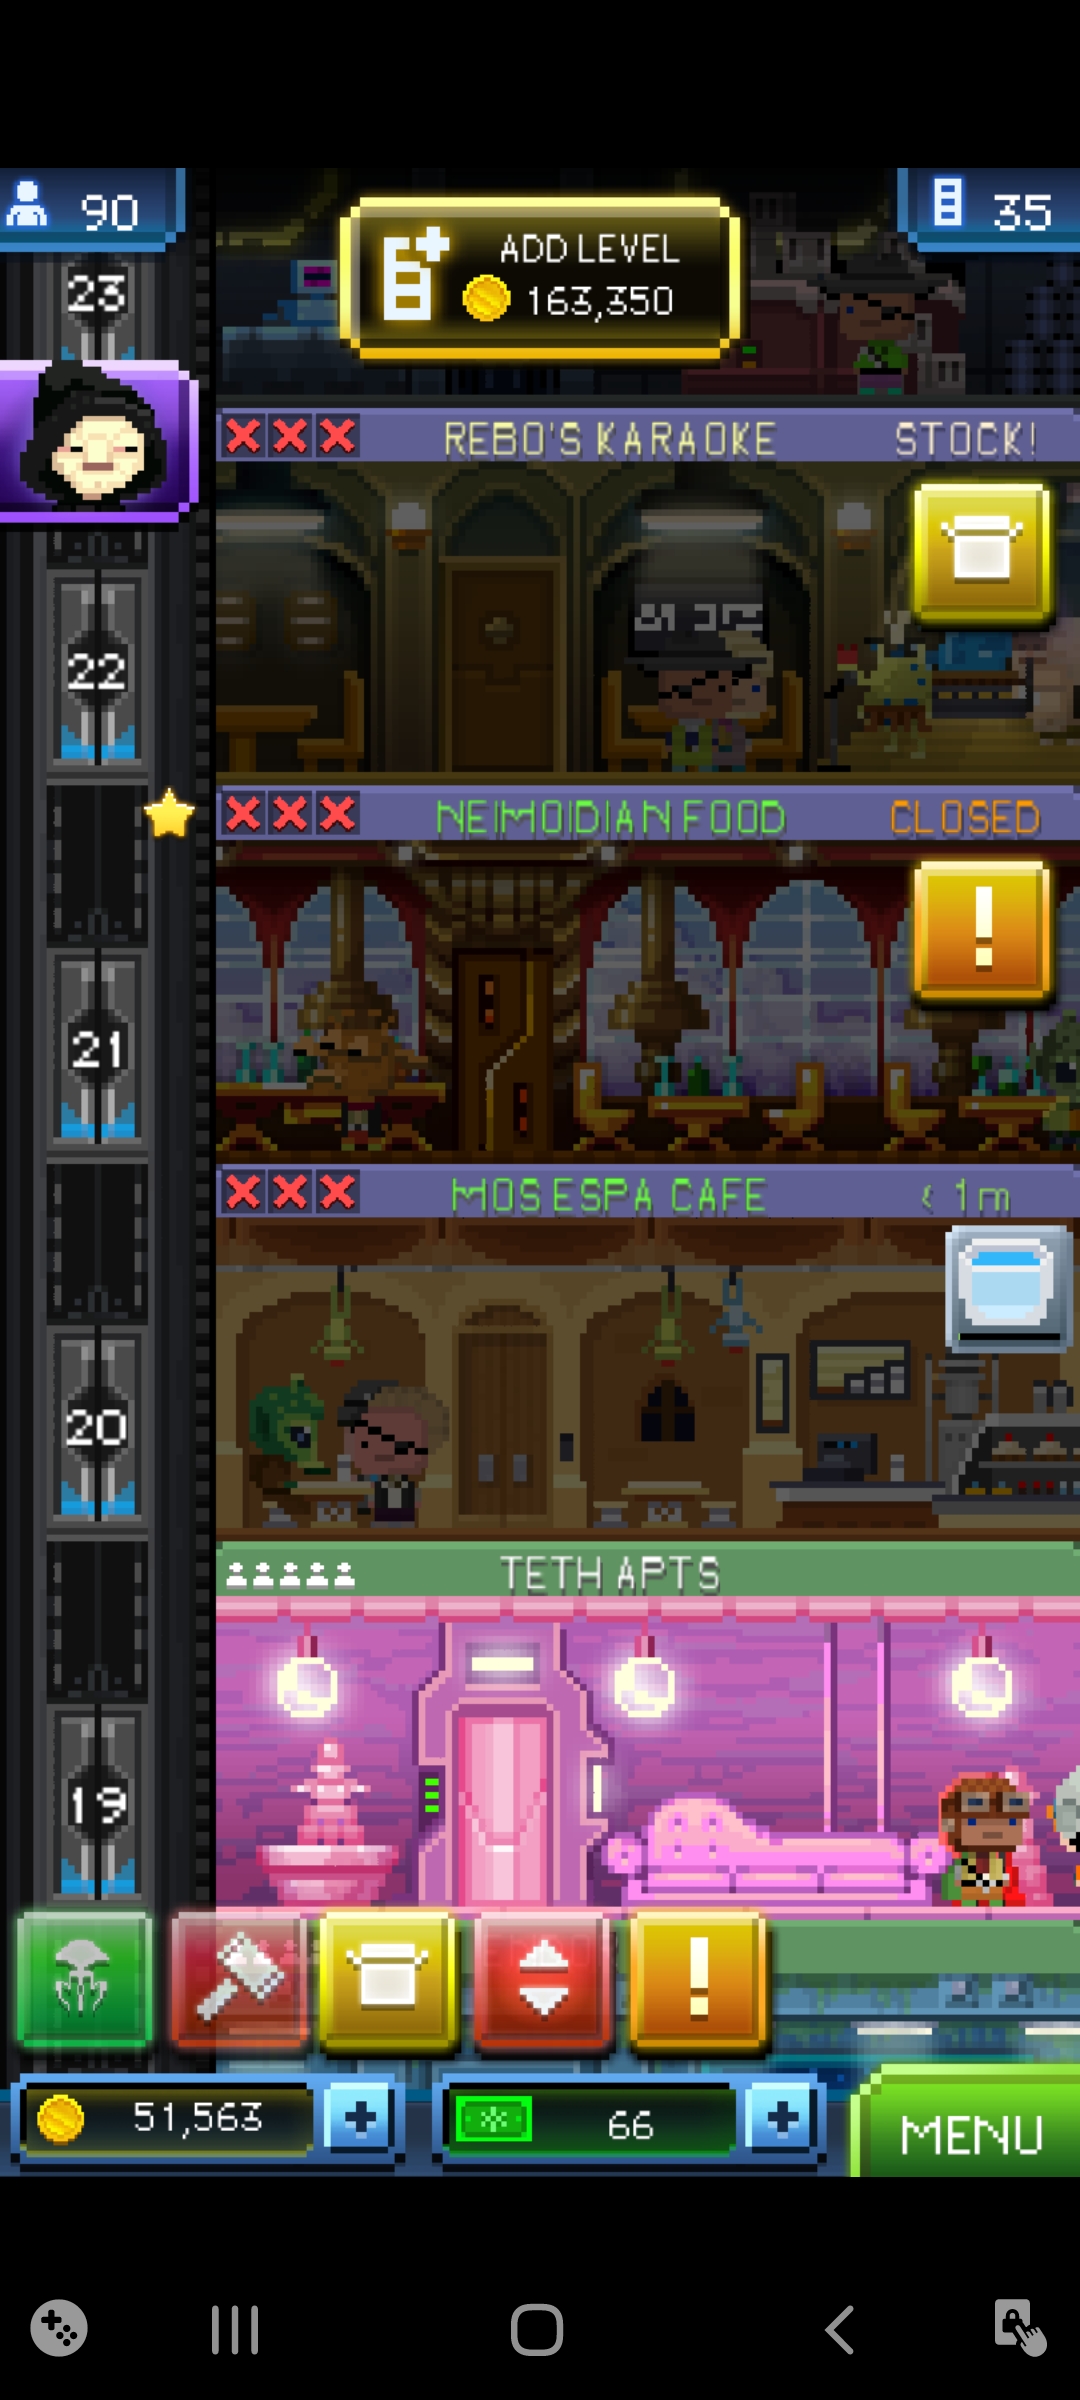 90
ADD LEVEL
163,350
35
23
REBO'S KARAOKE STOCK!
22
NEIMOIDIAN FOOD CLOSED
!
21
MOS ESPA CAFE < 1m
20
TETH APTS
19
!
51,563 + 66 + MENU